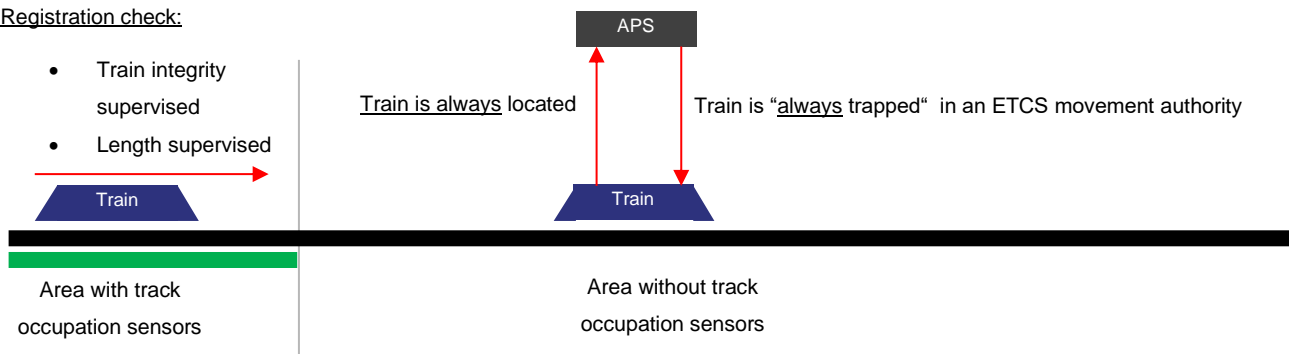 Registration check:
• Train integrity
supervised
• Length supervised
Train
APS
Train is always located
Train is “always trapped“ in an ETCS movement authority
Train
Area with track
occupation sensors
Area without track
occupation sensors